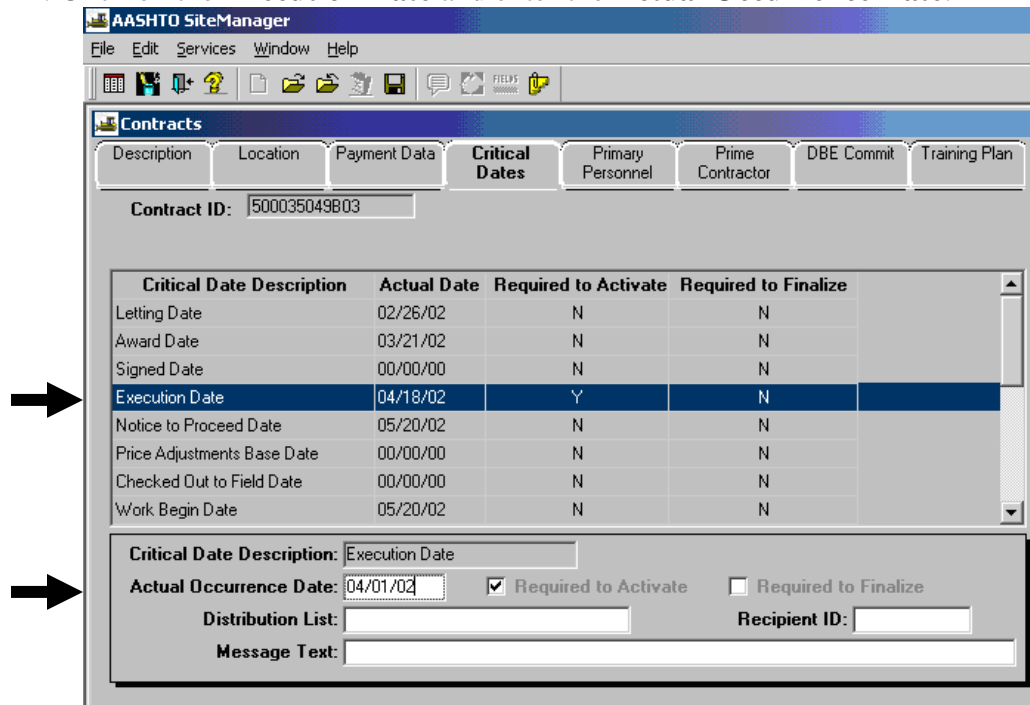 AASHTO SiteManager
File Edit Services Window Help
FIELDS
Contracts
Description Location Payment Data Critical Dates Primary Personnel Prime Contractor DBE Commit Training Plan
Contract ID: 500035049B03
Critical Date Description Actual Date Required to Activate Required to Finalize
Letting Date 02/26/02 N N
Award Date 03/21/02 N N
Signed Date 00/00/00 N N
Execution Date 04/18/02 Y N
Notice to Proceed Date 05/20/02 N N
Price Adjustments Base Date 00/00/00 N N
Checked Out to Field Date 00/00/00 N N
Work Begin Date 05/20/02 N N
Critical Date Description: Execution Date
Actual Occurrence Date: 04/01/02 Required to Activate Required to Finalize
Distribution List: Recipient ID:
Message Text: